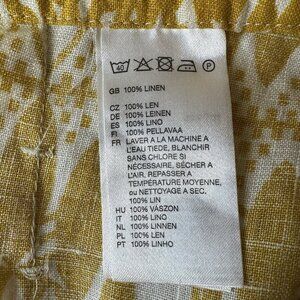 40 P
GB 100% LINEN
CZ 100% LEN
DE 100% LEINEN
ES 100% LINO
FI 100% PELLAVAA
FR LAVER A LA MACHINE A
L'EAU TIEDE, BLANCHIR
SANS CHLORE SI
NÉCESSAIRE, SÉCHER A
L'AIR, REPASSER A
TEMPÉRATURE MOYENNE,
ou NETTOYAGE A SEC.
100% LIN
HU 100% VÁSZON
IT 100% LINO
NL 100% LINNEN
PL 100% LEN
PT 100% LINHO